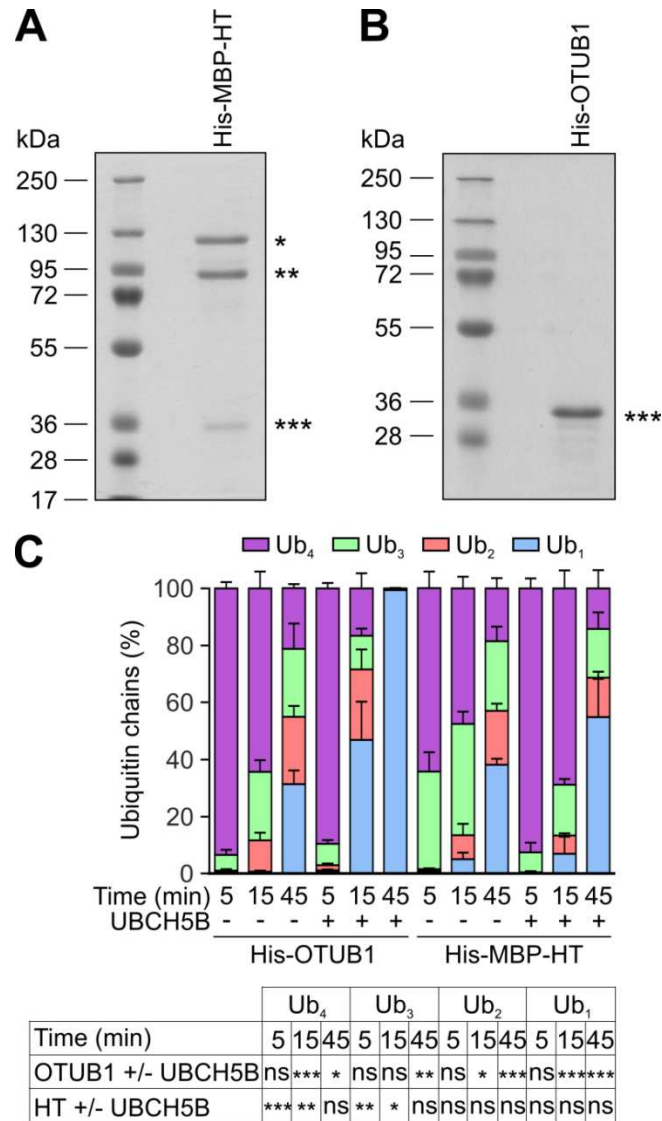 A
B
His-MBP-HT
His-OTUB1
kDa
kDa
250
130
95
72
55
36
28
17
*
**
***
250
130
95
72
55
36
28
***
C
Ub4 Ub3 Ub2 Ub1
Ubiquitin chains (%)
100
80
60
40
20
0
Time (min) 5 15 45 5 15 45 5 15 45 5 15 45
UBCH5B - - - + + + - - - + + +
His-OTUB1 His-MBP-HT
Ub4 Ub3 Ub2 Ub1
Time (min) 5 15 45 5 15 45 5 15 45 5 15 45
OTUB1 +/- UBCH5B ns *** * ns ns ** ns * *** ns *** ***
HT +/- UBCH5B *** ** ns ** * ns ns ns ns ns ns ns